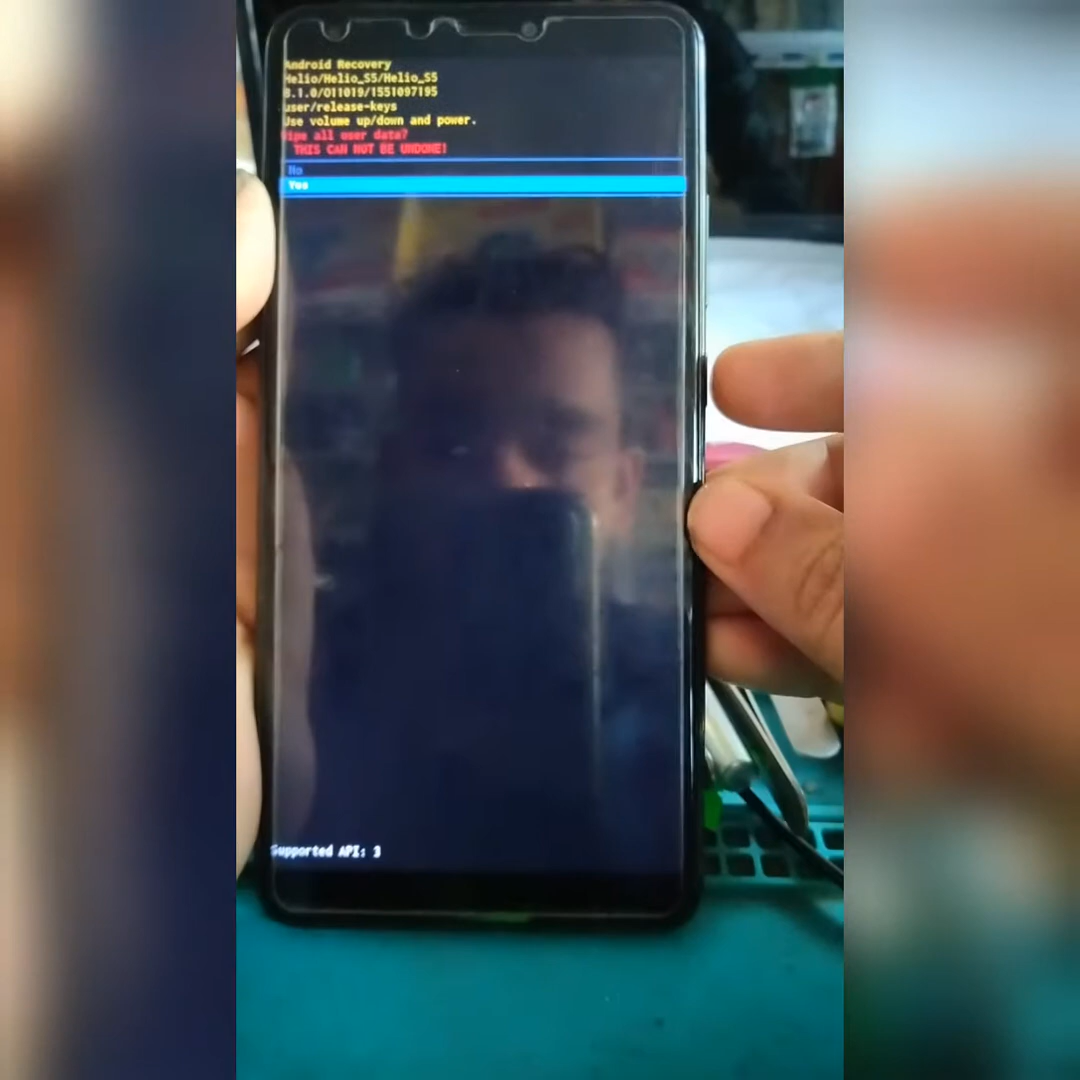 Android Recovery
Helio/Helio_S5/Helio_S5
8.1.0/O11019/1551097195
user/release-keys
Use volume up/down and power.
Wipe all user data?
THIS CAN NOT BE UNDONE!
No
Yes
Supported API: 3